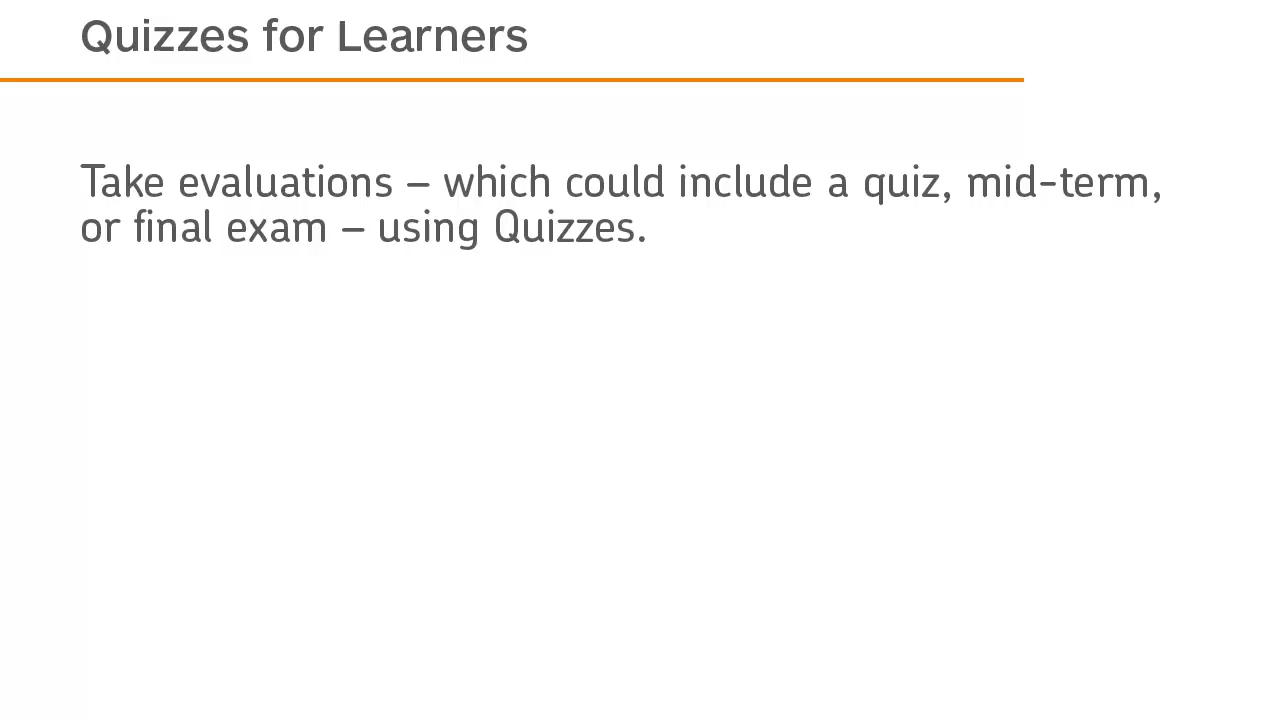 Quizzes for Learners
Take evaluations – which could include a quiz, mid-term,
or final exam – using Quizzes.